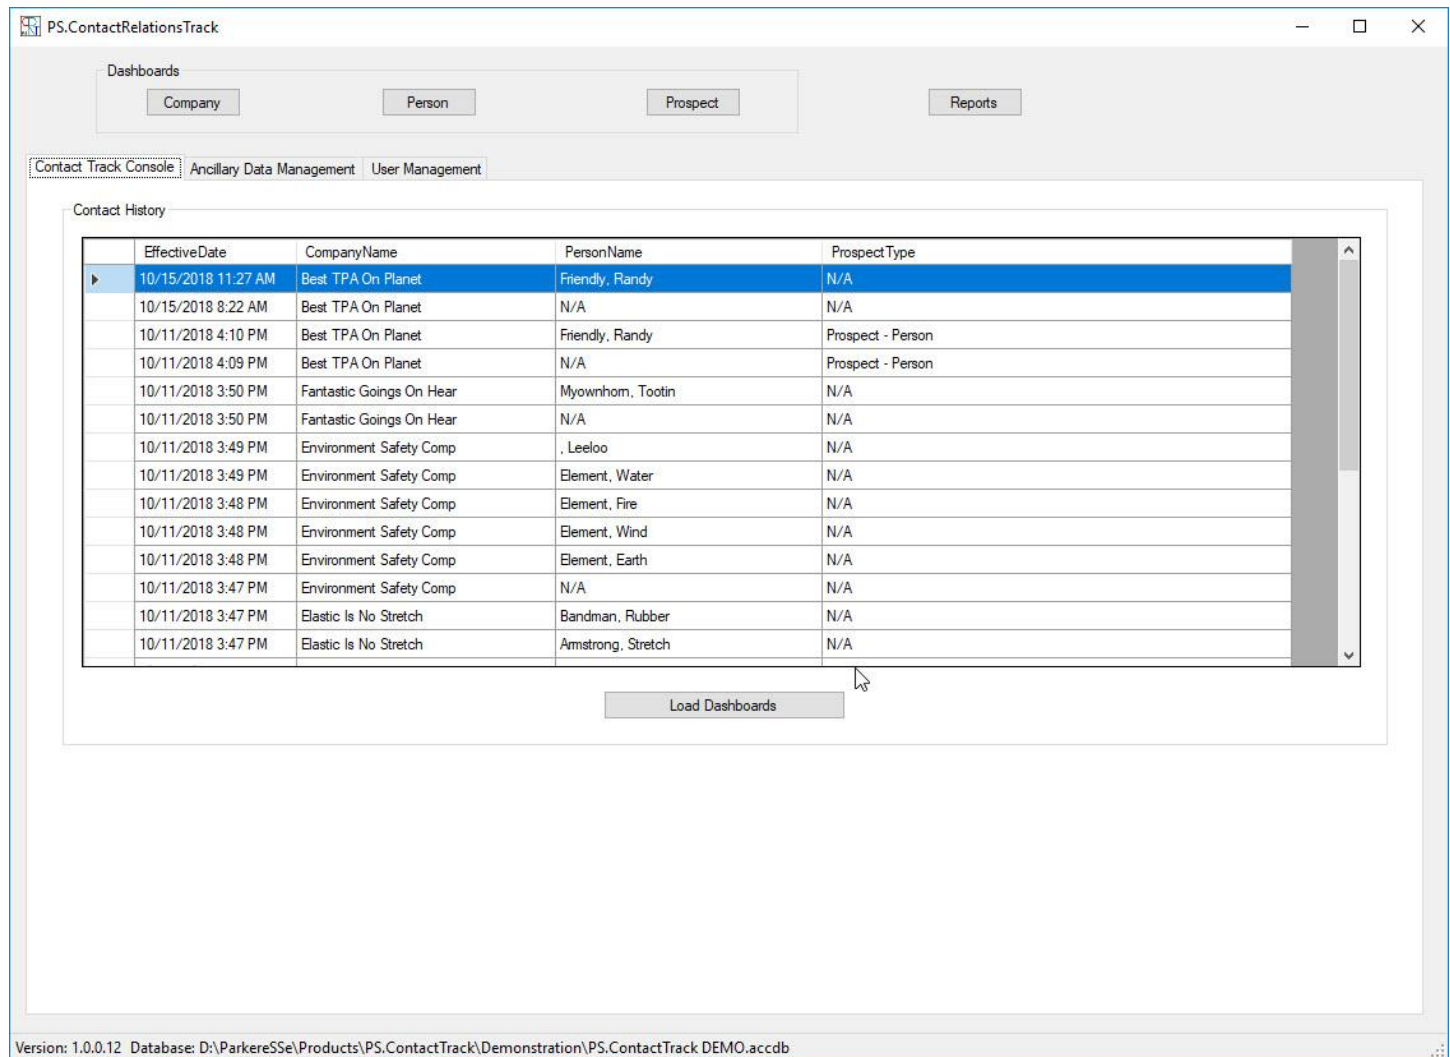 PS.ContactRelationsTrack
Dashboards
Company Person Prospect Reports
Contact Track Console Ancillary Data Management User Management
Contact History
EffectiveDate CompanyName PersonName ProspectType
10/15/2018 11:27 AM Best TPA On Planet Friendly, Randy N/A
10/15/2018 8:22 AM Best TPA On Planet N/A N/A
10/11/2018 4:10 PM Best TPA On Planet Friendly, Randy Prospect - Person
10/11/2018 4:09 PM Best TPA On Planet N/A Prospect - Person
10/11/2018 3:50 PM Fantastic Goings On Hear Myownhorn, Tootin N/A
10/11/2018 3:50 PM Fantastic Goings On Hear N/A N/A
10/11/2018 3:49 PM Environment Safety Comp , Leeloo N/A
10/11/2018 3:49 PM Environment Safety Comp Element, Water N/A
10/11/2018 3:48 PM Environment Safety Comp Element, Fire N/A
10/11/2018 3:48 PM Environment Safety Comp Element, Wind N/A
10/11/2018 3:48 PM Environment Safety Comp Element, Earth N/A
10/11/2018 3:47 PM Environment Safety Comp N/A N/A
10/11/2018 3:47 PM Elastic Is No Stretch Bandman, Rubber N/A
10/11/2018 3:47 PM Elastic Is No Stretch Armstrong, Stretch N/A
Load Dashboards
Version: 1.0.0.12 Database: D:\ParkereSSe\Products\PS.ContactTrack\Demonstration\PS.ContactTrack DEMO.accdb